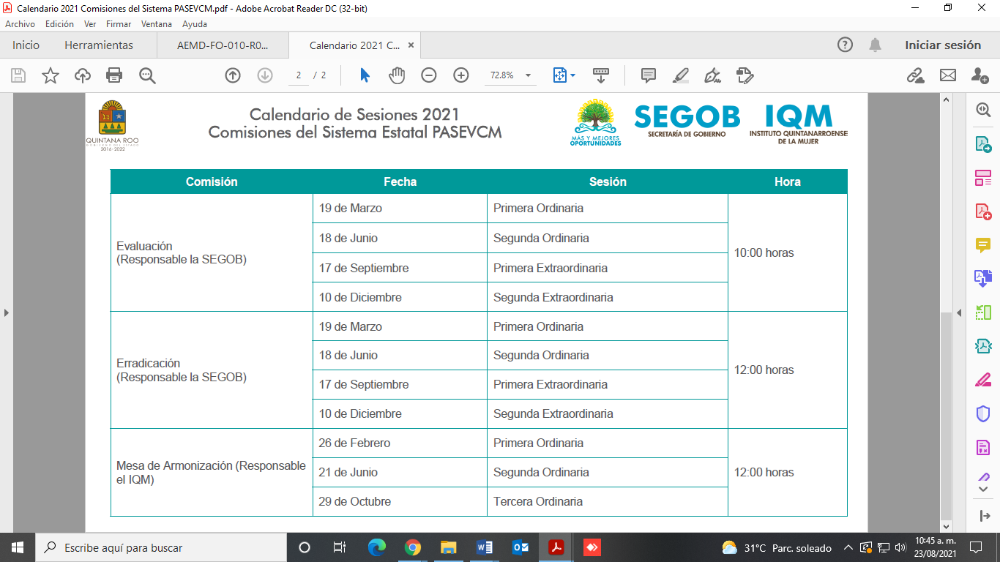 Calendario 2021 Comisiones del Sistema PASEVCM.pdf - Adobe Acrobat Reader DC (32-bit)
Archivo Edición Ver Firmar Ventana Ayuda
Inicio Herramientas AEMD-FO-010-R0... Calendario 2021 C... × Iniciar sesión
2 / 2 72.8%
QUINTANA ROO
GOBIERNO DEL ESTADO
2016-2022
Calendario de Sesiones 2021
Comisiones del Sistema Estatal PASEVCM
MÁS Y MEJORES
OPORTUNIDADES
SEGOB
SECRETARÍA DE GOBIERNO
IQM
INSTITUTO QUINTANARROENSE
DE LA MUJER
Comisión Fecha Sesión Hora
Evaluación
(Responsable la SEGOB)
19 de Marzo Primera Ordinaria
18 de Junio Segunda Ordinaria
17 de Septiembre Primera Extraordinaria
10 de Diciembre Segunda Extraordinaria
10:00 horas
Erradicación
(Responsable la SEGOB)
19 de Marzo Primera Ordinaria
18 de Junio Segunda Ordinaria
17 de Septiembre Primera Extraordinaria
10 de Diciembre Segunda Extraordinaria
12:00 horas
Mesa de Armonización (Responsable
el IQM)
26 de Febrero Primera Ordinaria
21 de Junio Segunda Ordinaria
29 de Octubre Tercera Ordinaria
12:00 horas
Escribe aquí para buscar
31°C Parc. soleado
10:45 a. m.
23/08/2021